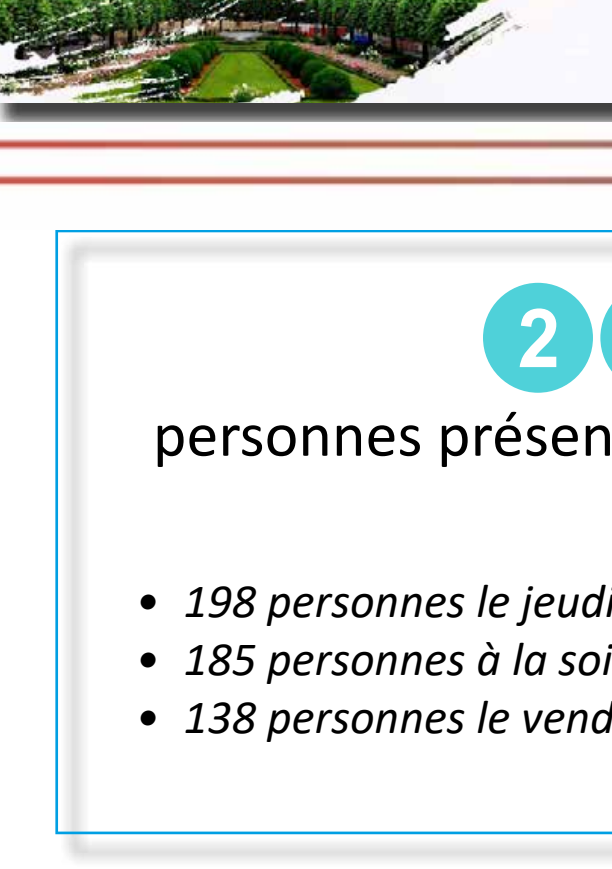 2
personnes présen
• 198 personnes le jeudi
• 185 personnes à la soi
• 138 personnes le vend